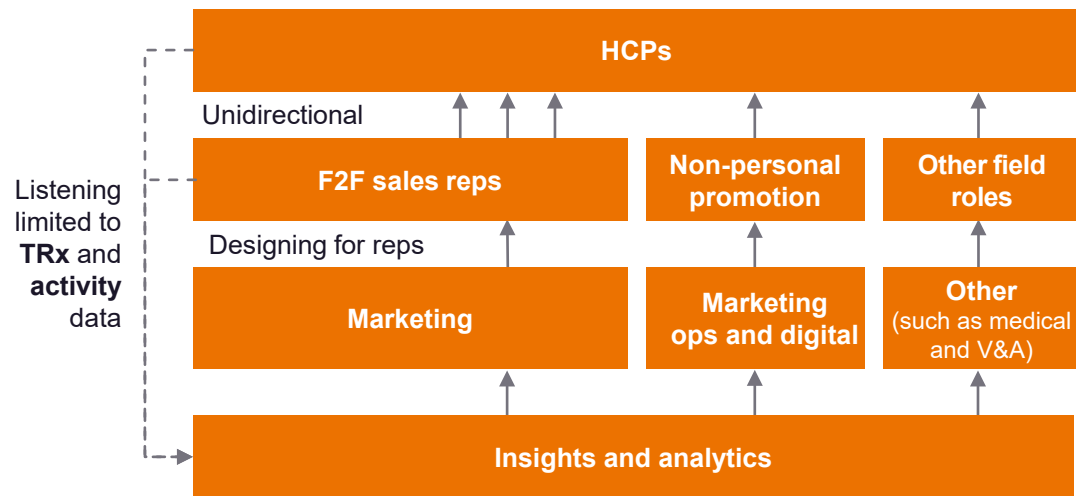 HCPs
Unidirectional
F2F sales reps
Non-personal
promotion
Other field
roles
Listening
limited to
TRx and
activity
data
Designing for reps
Marketing
Marketing
ops and digital
Other
(such as medical
and V&A)
Insights and analytics